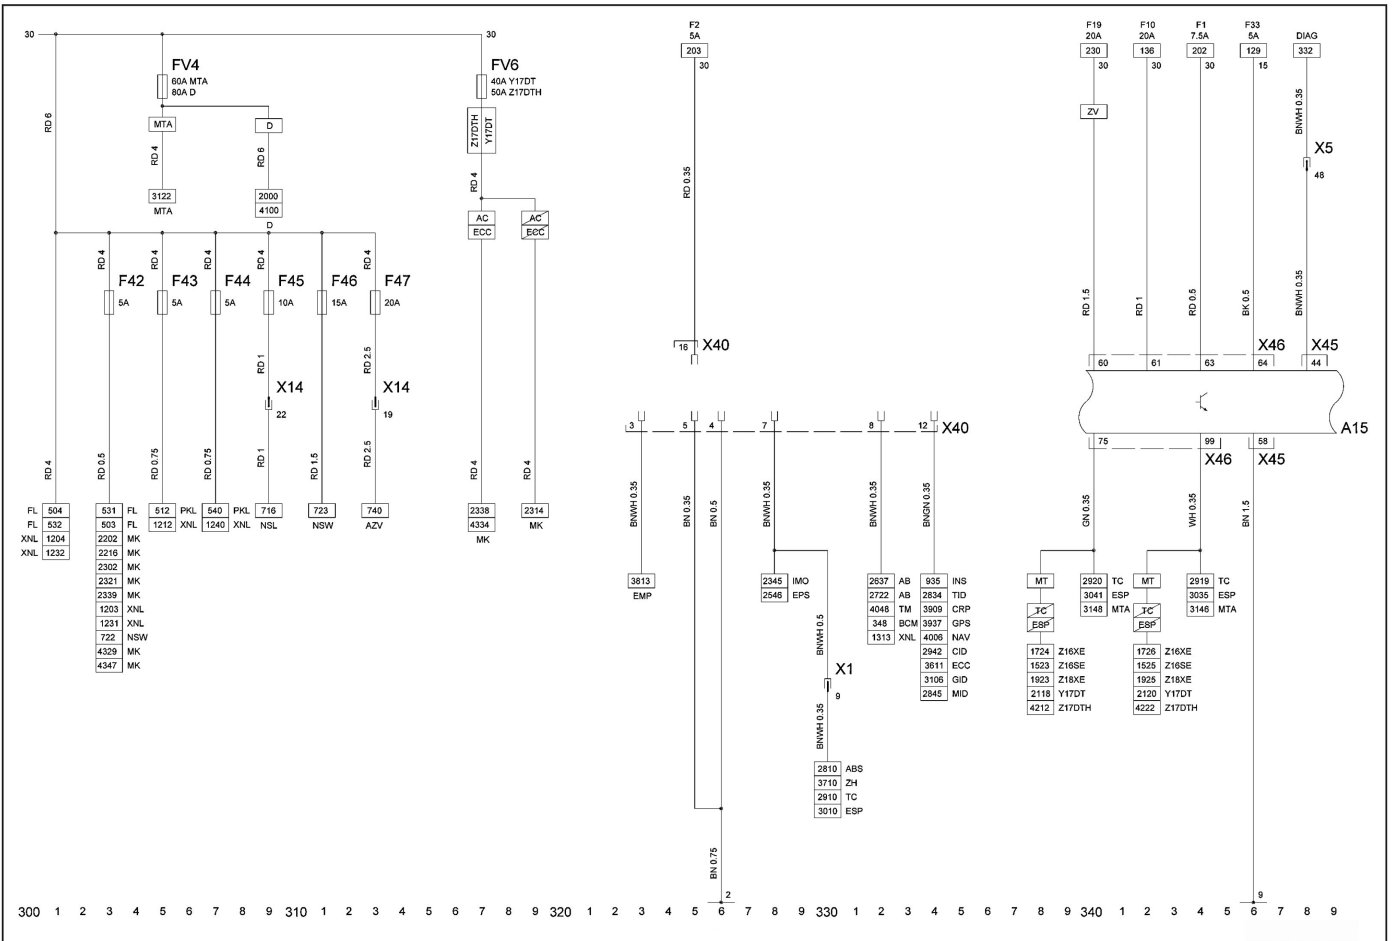 F2 F19 F10 F1 F33
5A 20A 20A 7.5A 5A DIAG
30 30 203 230 136 202 129 332
30 30 30 30 15
FV4 FV6
60A MTA 40A Y17DT
80A D 50A Z17DTH
ZV
MTA D Z17DTH Y17DT
RD 6 BNWH 0.35
X5
48
RD 4 RD 6 RD 4 RD 0.35
3122 2000
MTA 4100
D
AC AC
ECC ECC
RD 4 RD 4 RD 4 RD 4 RD 4 RD 4
F42 F43 F44 F45 F46 F47
5A 5A 5A 10A 15A 20A
RD 1.5 RD 1 RD 0.5 BK 0.5 BNWH 0.35
16 X40 X46 X45
60 61 63 64 44
RD 1 RD 2.5
X14 X14
22 19
3 5 4 7 8 12 X40
A15
75 99 58
X46 X45
RD 4 RD 0.5 RD 0.75 RD 0.75 RD 1 RD 1.5 RD 2.5 RD 4 RD 4
BNWH 0.35 BN 0.35 BN 0.5 BNWH 0.35 BNWH 0.35 BNGN 0.35 GN 0.35 WH 0.35 BN 1.5
FL 504 531 FL 512 PKL 540 PKL 716 723 740 2338 2314
FL 532 503 FL 1212 XNL 1240 XNL NSL NSW AZV 4334 MK
XNL 1204 2202 MK MK
XNL 1232 2216 MK
2302 MK
2321 MK
2339 MK
1203 XNL
1231 XNL
722 NSW
4329 MK
4347 MK
3813 2345 IMO 2637 AB 935 INS MT 2920 TC MT 2919 TC
EMP 2546 EPS 2722 AB 2834 TID 3041 ESP 3035 ESP
4048 TM 3909 CRP TC 3148 MTA TC 3146 MTA
348 BCM 3937 GPS ESP ESP
1313 XNL 4006 NAV
BNWH 0.5
2942 CID 1724 Z16XE 1726 Z16XE
3611 ECC 1523 Z16SE 1525 Z16SE
3106 GID 1923 Z18XE 1925 Z18XE
2845 MID 2118 Y17DT 2120 Y17DT
4212 Z17DTH 4222 Z17DTH
X1
9
BNWH 0.35
2810 ABS
3710 ZH
2910 TC
3010 ESP
BN 0.75
2 9
300 1 2 3 4 5 6 7 8 9 310 1 2 3 4 5 6 7 8 9 320 1 2 3 4 5 6 7 8 9 330 1 2 3 4 5 6 7 8 9 340 1 2 3 4 5 6 7 8 9